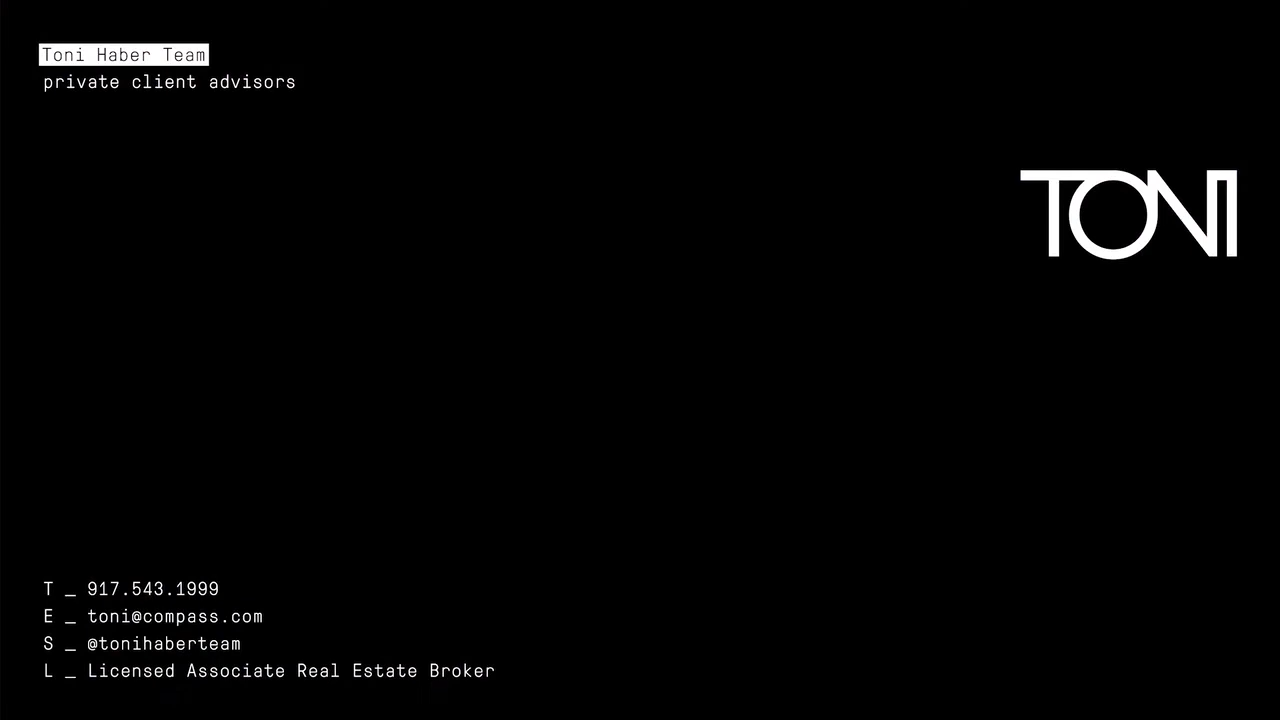 Toni Haber Team
private client advisors
TONI
T _ 917.543.1999
E _ toni@compass.com
S _ @tonihaberteam
L _ Licensed Associate Real Estate Broker